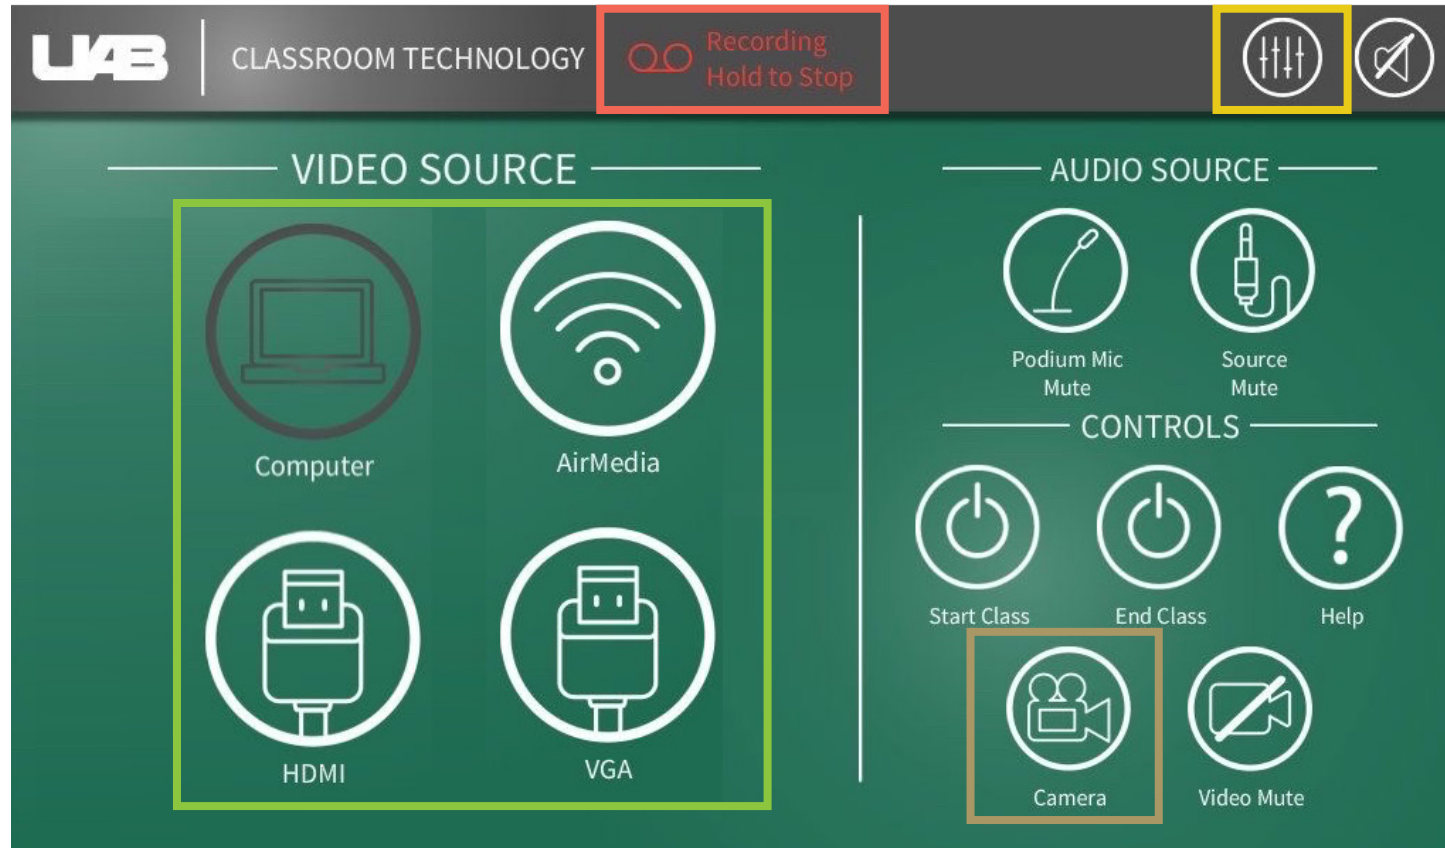 UAB
CLASSROOM TECHNOLOGY
Recording
Hold to Stop
VIDEO SOURCE
Computer
AirMedia
HDMI
VGA
AUDIO SOURCE
Podium Mic
Mute
Source
Mute
CONTROLS
Start Class
End Class
?
Help
Camera
Video Mute